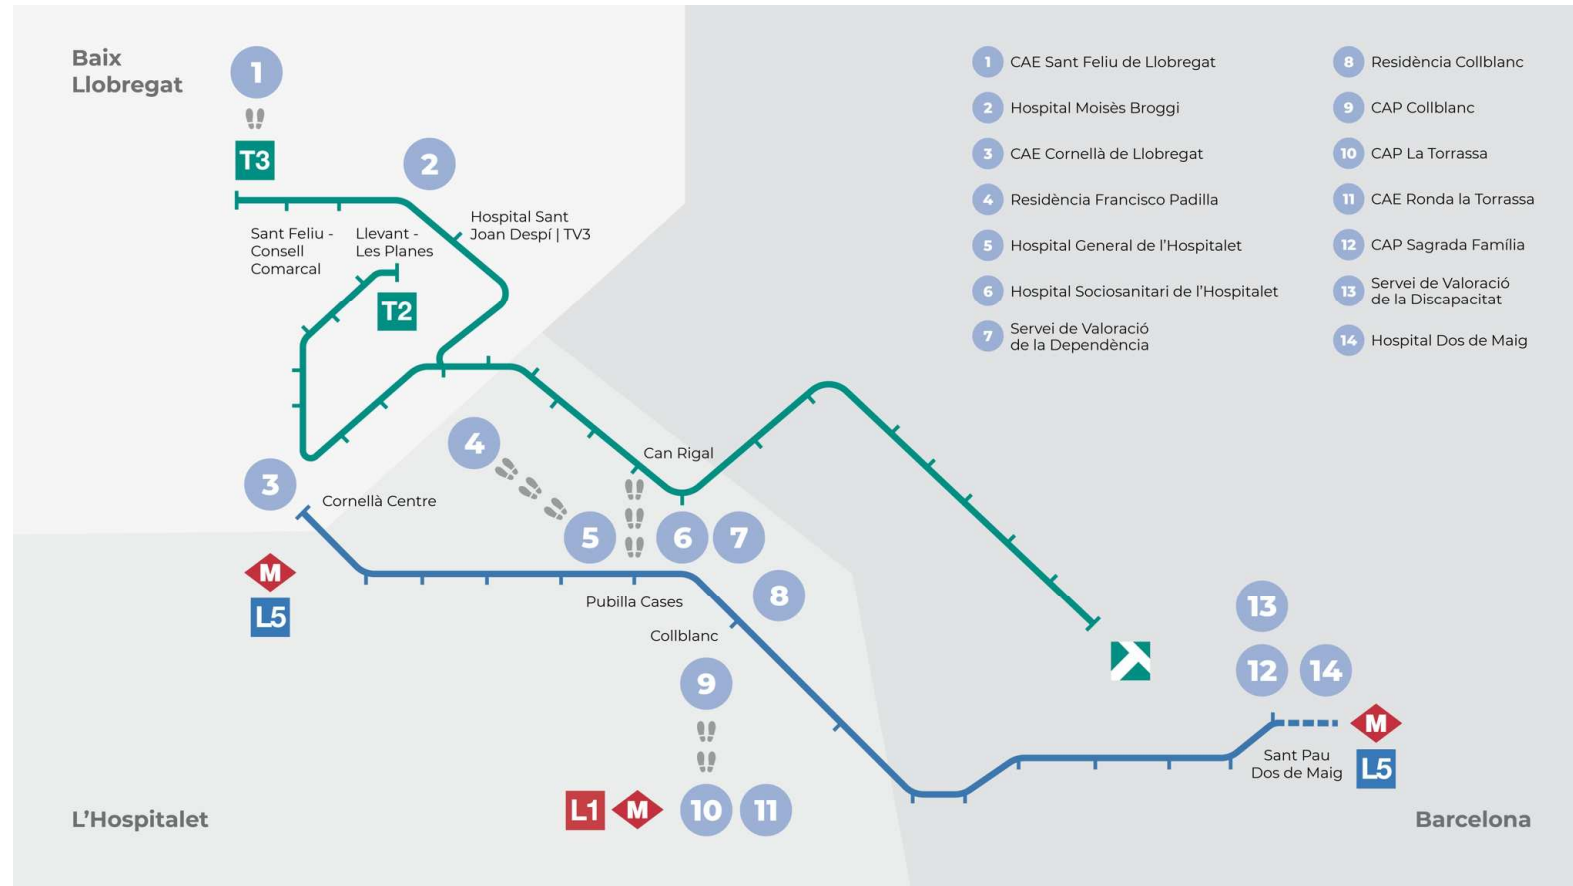 Baix
Llobregat
1
T3
2
Hospital Sant
Joan Despí | TV3
Sant Feliu -
Consell
Comarcal
Llevant -
Les Planes
T2
1 CAE Sant Feliu de Llobregat
2 Hospital Moisès Broggi
3 CAE Cornellà de Llobregat
4 Residència Francisco Padilla
5 Hospital General de l'Hospitalet
6 Hospital Sociosanitari de l'Hospitalet
7 Servei de Valoració
de la Dependència
8 Residència Collblanc
9 CAP Collblanc
10 CAP La Torrassa
11 CAE Ronda la Torrassa
12 CAP Sagrada Família
13 Servei de Valoració
de la Discapacitat
14 Hospital Dos de Maig
4
Can Rigal
3
Cornellà Centre
5
6
7
M
L5
8
Pubilla Cases
Collblanc
9
13
12
14
M
Sant Pau
Dos de Maig
L5
L1
M
10
11
L'Hospitalet
Barcelona